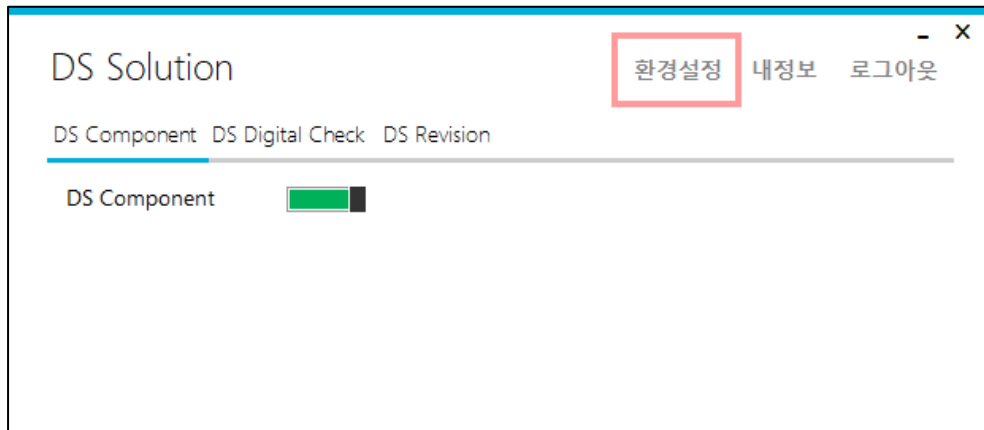 DS Solution
환경설정 내정보 로그아웃
DS Component DS Digital Check DS Revision
DS Component